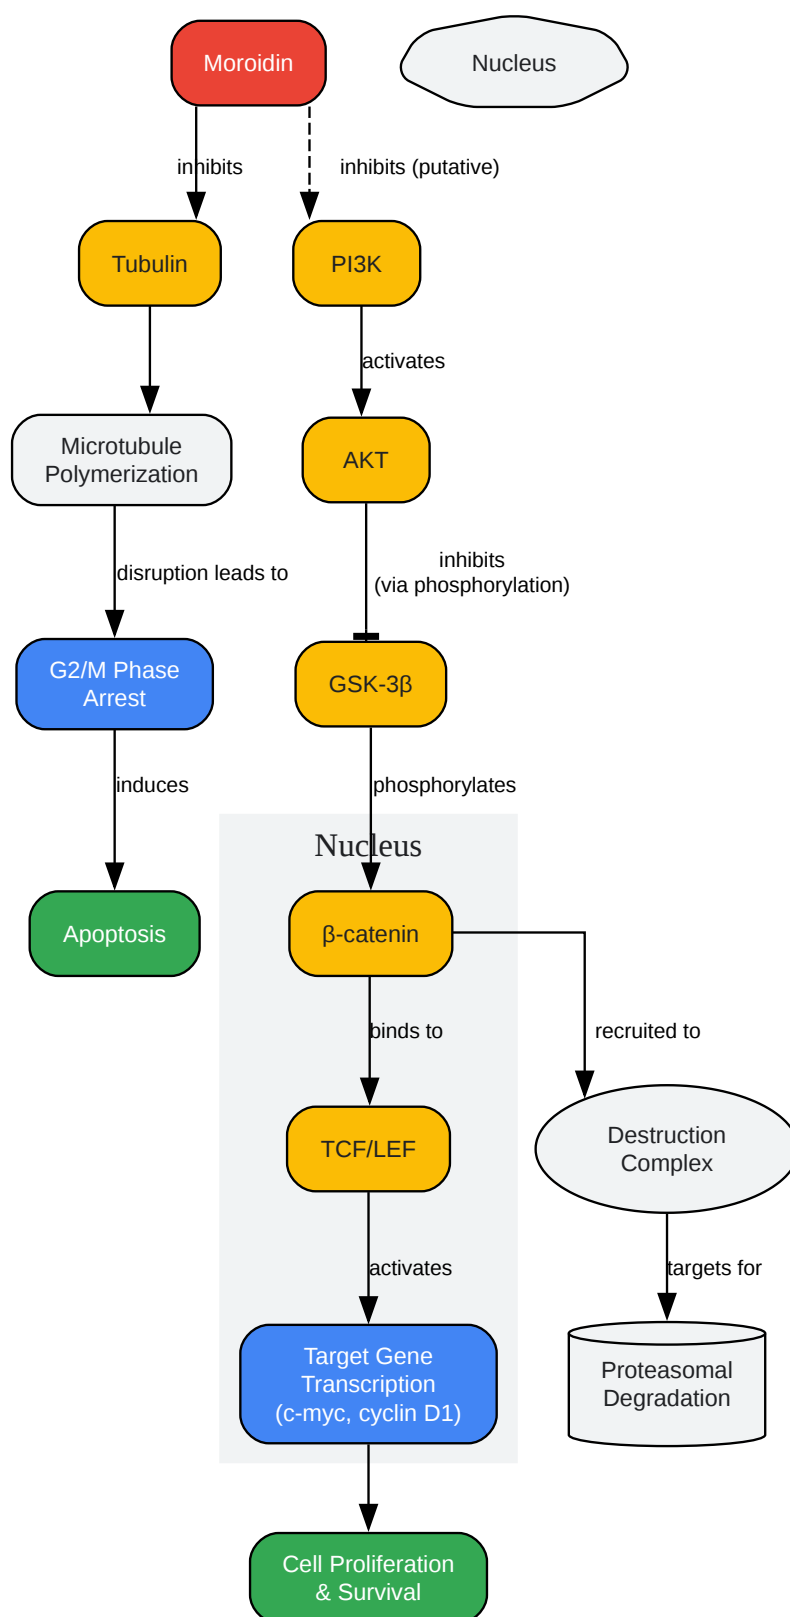 Moroidin
Nucleus
inhibits
inhibits (putative)
Tubulin
PI3K
activates
Microtubule
Polymerization
AKT
disruption leads to
inhibits
(via phosphorylation)
G2/M Phase
Arrest
GSK-3β
induces
phosphorylates
Nucleus
Apoptosis
β-catenin
binds to
recruited to
TCF/LEF
Destruction
Complex
activates
targets for
Target Gene
Transcription
(c-myc, cyclin D1)
Proteasomal
Degradation
Cell Proliferation
& Survival